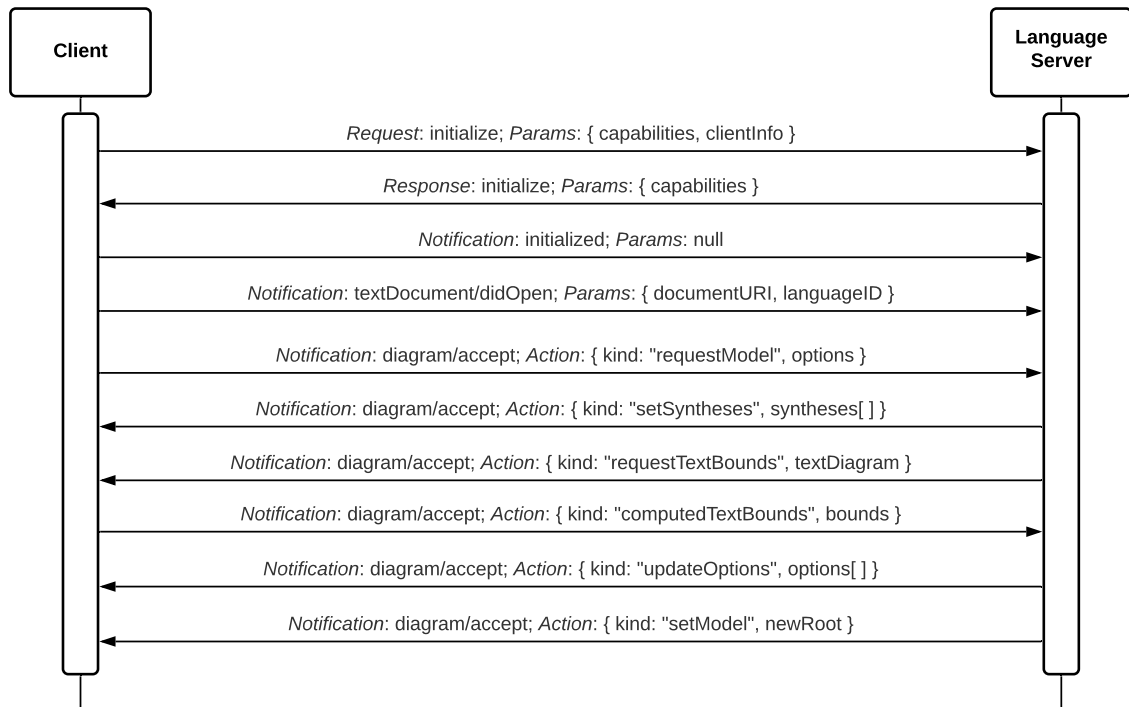 Client
Language
Server
Request: initialize; Params: { capabilities, clientInfo }
Response: initialize; Params: { capabilities }
Notification: initialized; Params: null
Notification: textDocument/didOpen; Params: { documentURI, languageID }
Notification: diagram/accept; Action: { kind: "requestModel", options }
Notification: diagram/accept; Action: { kind: "setSyntheses", syntheses[ ] }
Notification: diagram/accept; Action: { kind: "requestTextBounds", textDiagram }
Notification: diagram/accept; Action: { kind: "computedTextBounds", bounds }
Notification: diagram/accept; Action: { kind: "updateOptions", options[ ] }
Notification: diagram/accept; Action: { kind: "setModel", newRoot }